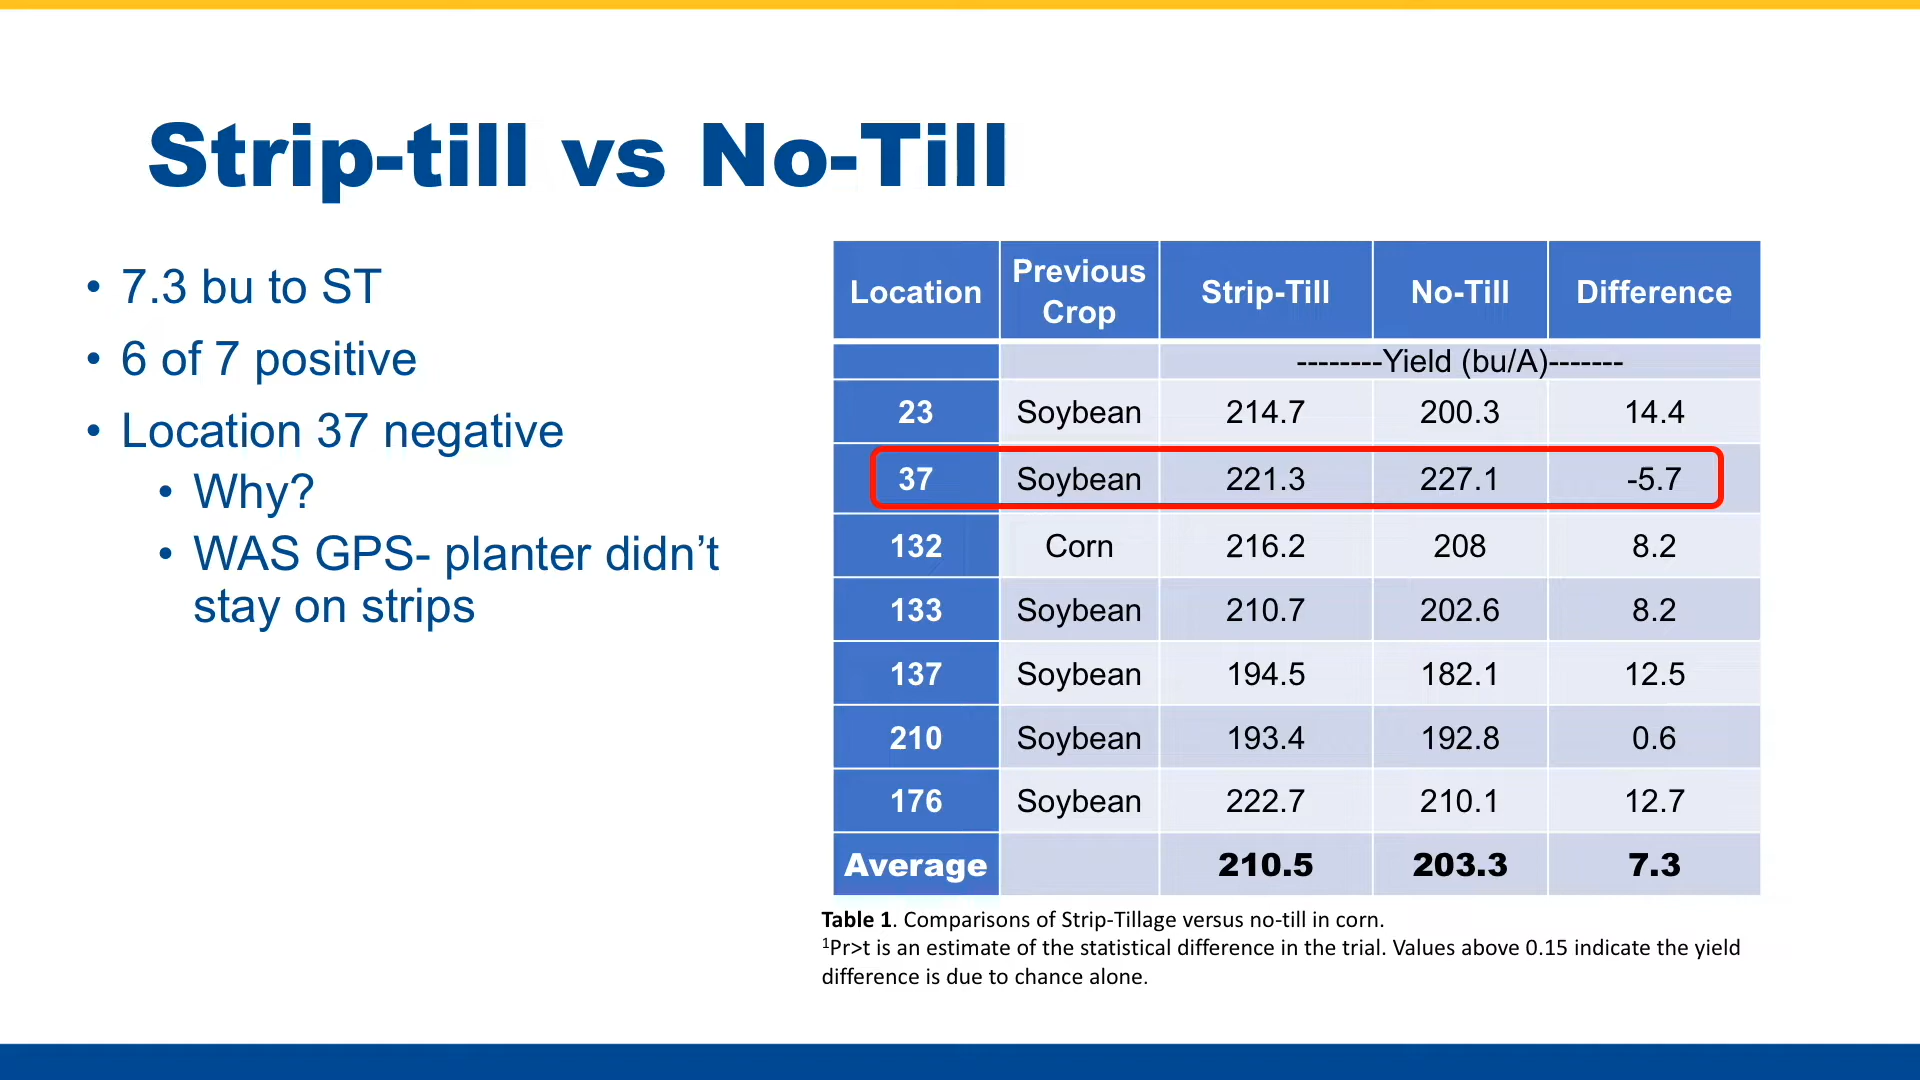 Strip-till vs No-Till
• 7.3 bu to ST
• 6 of 7 positive
• Location 37 negative
• Why?
• WAS GPS- planter didn’t
stay on strips
Location Previous Crop Strip-Till No-Till Difference
--------Yield (bu/A)-------
23 Soybean 214.7 200.3 14.4
37 Soybean 221.3 227.1 -5.7
132 Corn 216.2 208 8.2
133 Soybean 210.7 202.6 8.2
137 Soybean 194.5 182.1 12.5
210 Soybean 193.4 192.8 0.6
176 Soybean 222.7 210.1 12.7
Average 210.5 203.3 7.3
Table 1. Comparisons of Strip-Tillage versus no-till in corn.
¹Pr>t is an estimate of the statistical difference in the trial. Values above 0.15 indicate the yield
difference is due to chance alone.